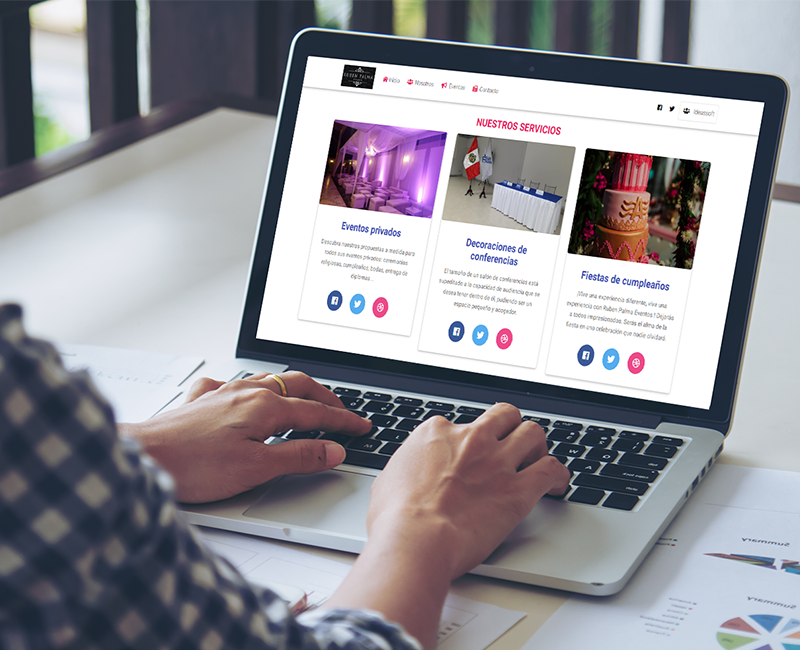 RUBEN PALMA
Inicio
Nosotros
Eventos
Contacto
Ideassoft
NUESTROS SERVICIOS
Eventos privados
Descubra nuestras propuestas a medida para
todos sus eventos privados: ceremonias
religiosas, cumpleaños, bodas, entrega de
diplomas...
Decoraciones de
conferencias
El tamaño de un salón de conferencias está
supeditado a la capacidad de audiencia que se
desea tener dentro de él, pudiendo ser un
espacio pequeño y acogedor.
Fiestas de cumpleaños
¡Vive una experiencia diferente, vive una
experiencia con Ruben Palma Eventos! Dejarás
a todos impresionados. Serás el alma de la
fiesta en una celebración que nadie olvidará.
Summary
Summary